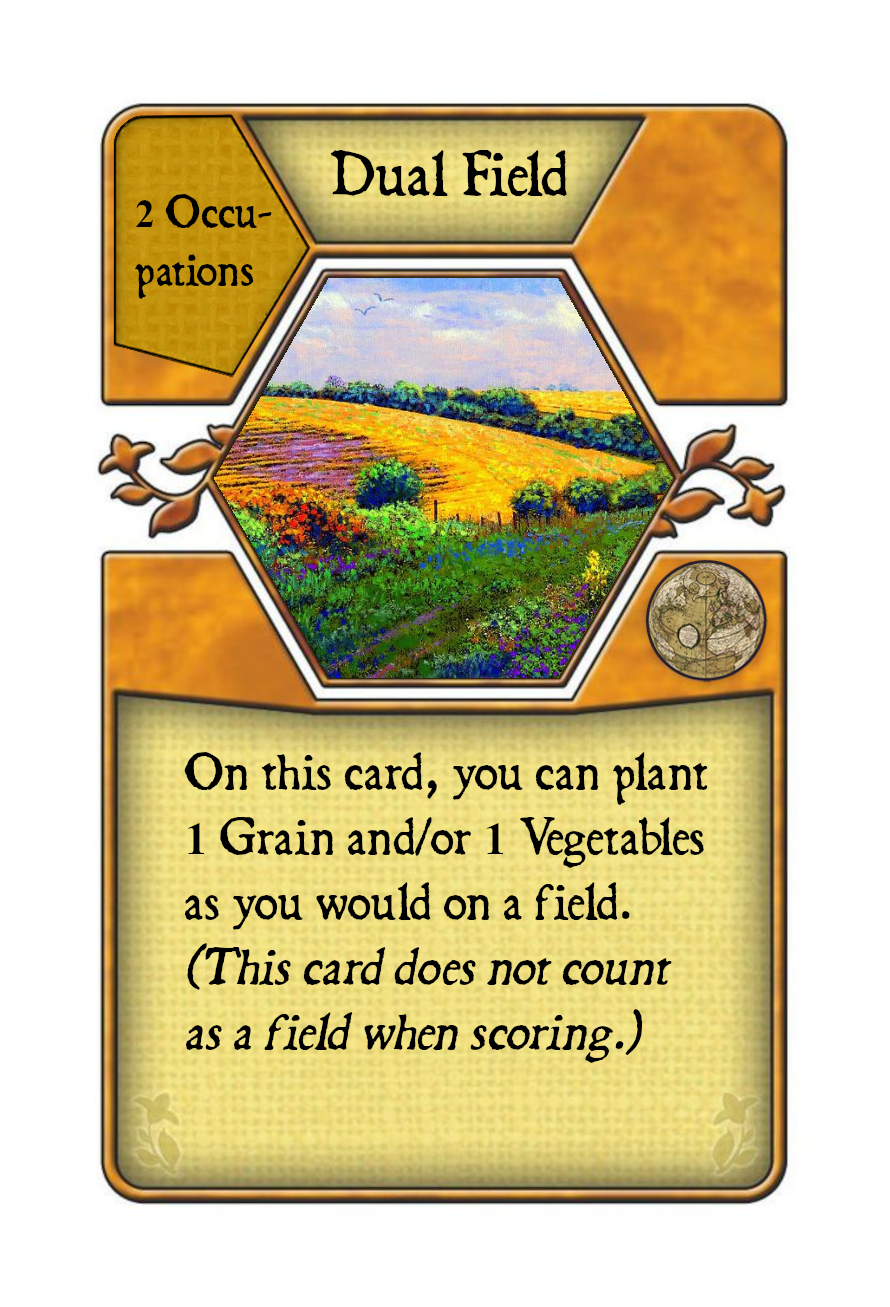 Dual Field
2 Occu-
pations
On this card, you can plant
1 Grain and/or 1 Vegetables
as you would on a field.
(This card does not count
as a field when scoring.)